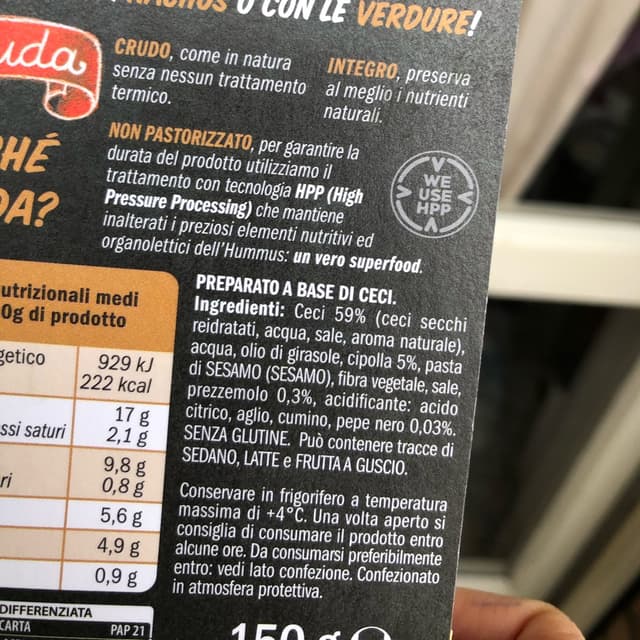 NACHOS O CON LE VERDURE!
uda
CRUDO, come in natura
senza nessun trattamento
termico.
INTEGRO, preserva
al meglio i nutrienti
naturali.
HÉ
DA?
NON PASTORIZZATO, per garantire la
durata del prodotto utilizziamo il
trattamento con tecnologia HPP (High
Pressure Processing) che mantiene
inalterati i preziosi elementi nutritivi ed
organolettici dell'Hummus: un vero superfood.
WE
USE
HPP
utrizionali medi
0g di prodotto
getico
929 kJ
222 kcal
17 g
ssi saturi 2,1 g
9,8 g
ri 0,8 g
5,6 g
4,9 g
0,9 g
PREPARATO A BASE DI CECI.
Ingredienti: Ceci 59% (ceci secchi
reidratati, acqua, sale, aroma naturale),
acqua, olio di girasole, cipolla 5%, pasta
di SESAMO (SESAMO), fibra vegetale, sale,
prezzemolo 0,3%, acidificante: acido
citrico, aglio, cumino, pepe nero 0,03%.
SENZA GLUTINE. Può contenere tracce di
SEDANO, LATTE e FRUTTA A GUSCIO.
Conservare in frigorifero a temperatura
massima di +4°C. Una volta aperto si
consiglia di consumare il prodotto entro
alcune ore. Da consumarsi preferibilmente
entro: vedi lato confezione. Confezionato
in atmosfera protettiva.
DIFFERENZIATA
CARTA PAP 21
150 g